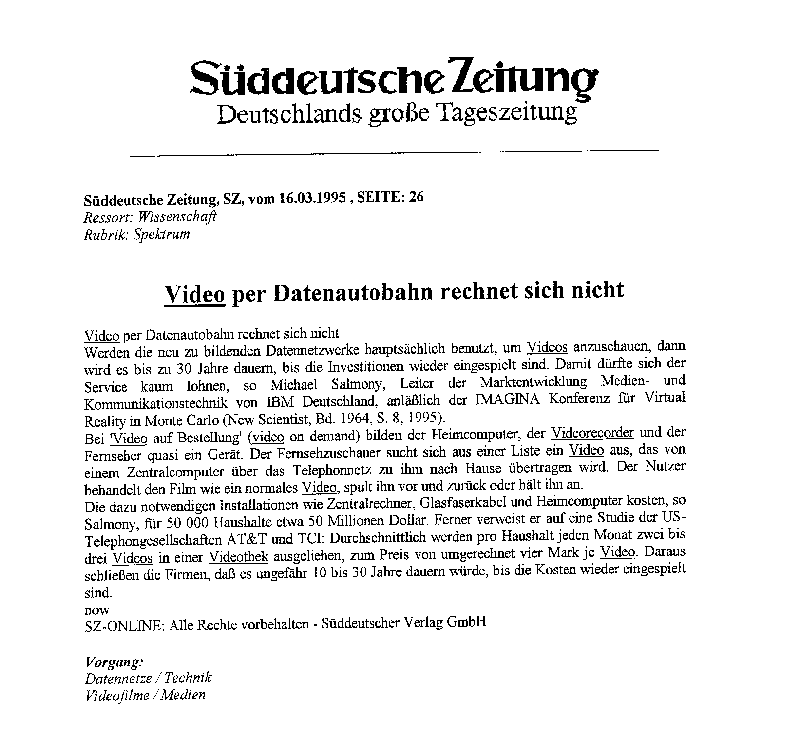 Süddeutsche Zeitung
Deutschlands große Tageszeitung
Süddeutsche Zeitung, SZ, vom 16.03.1995 , SEITE: 26
Ressort: Wissenschaft
Rubrik: Spektrum
Video per Datenautobahn rechnet sich nicht
Video per Datenautobahn rechnet sich nicht
Werden die neu zu bildenden Datennetzwerke hauptsächlich benutzt, um Videos anzuschauen, dann
wird es bis zu 30 Jahre dauern, bis die Investitionen wieder eingespielt sind. Damit dürfte sich der
Service kaum lohnen, so Michael Salmony, Leiter der Marktentwicklung Medien- und
Kommunikationstechnik von IBM Deutschland, anläßlich der IMAGINA Konferenz für Virtual
Reality in Monte Carlo (New Scientist, Bd. 1964, S. 8, 1995).
Bei 'Video auf Bestellung' (video on demand) bilden der Heimcomputer, der Videorecorder und der
Fernseher quasi ein Gerät. Der Fernsehzuschauer sucht sich aus einer Liste ein Video aus, das von
einem Zentralcomputer über das Telephonnetz zu ihm nach Hause übertragen wird. Der Nutzer
behandelt den Film wie ein normales Video, spult ihn vor und zurück oder hält ihn an.
Die dazu notwendigen Installationen wie Zentralrechner, Glasfaserkabel und Heimcomputer kosten, so
Salmony, für 50 000 Haushalte etwa 50 Millionen Dollar. Ferner verweist er auf eine Studie der US-
Telephongesellschaften AT&T und TCI: Durchschnittlich werden pro Haushalt jeden Monat zwei bis
drei Videos in einer Videothek ausgeliehen, zum Preis von umgerechnet vier Mark je Video. Daraus
schließen die Firmen, daß es ungefähr 10 bis 30 Jahre dauern würde, bis die Kosten wieder eingespielt
sind.
now
SZ-ONLINE: Alle Rechte vorbehalten - Süddeutscher Verlag GmbH
Vorgang:
Datennetze / Technik
Videofilme / Medien